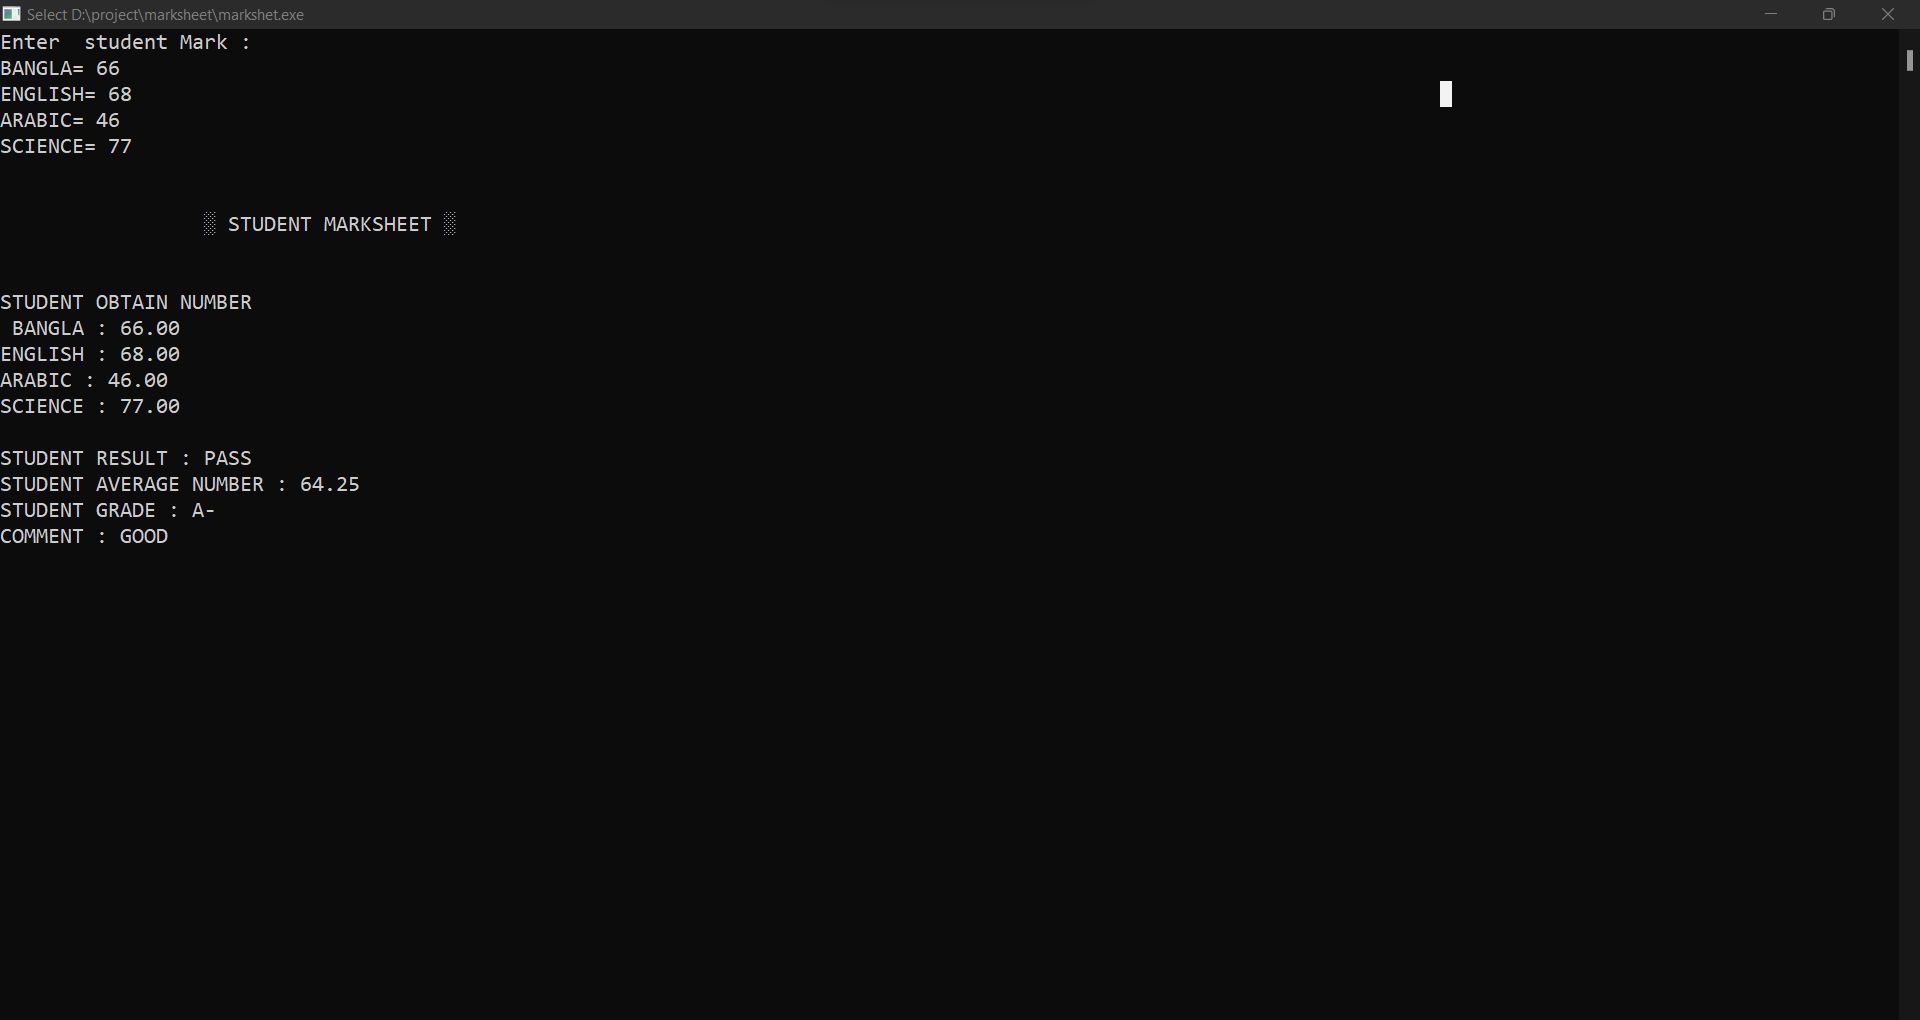 Select D:\project\marksheet\markshet.exe
Enter  student Mark :
BANGLA= 66
ENGLISH= 68
ARABIC= 46
SCIENCE= 77
░ STUDENT MARKSHEET ░
STUDENT OBTAIN NUMBER
BANGLA : 66.00
ENGLISH : 68.00
ARABIC : 46.00
SCIENCE : 77.00
STUDENT RESULT : PASS
STUDENT AVERAGE NUMBER : 64.25
STUDENT GRADE : A-
COMMENT : GOOD